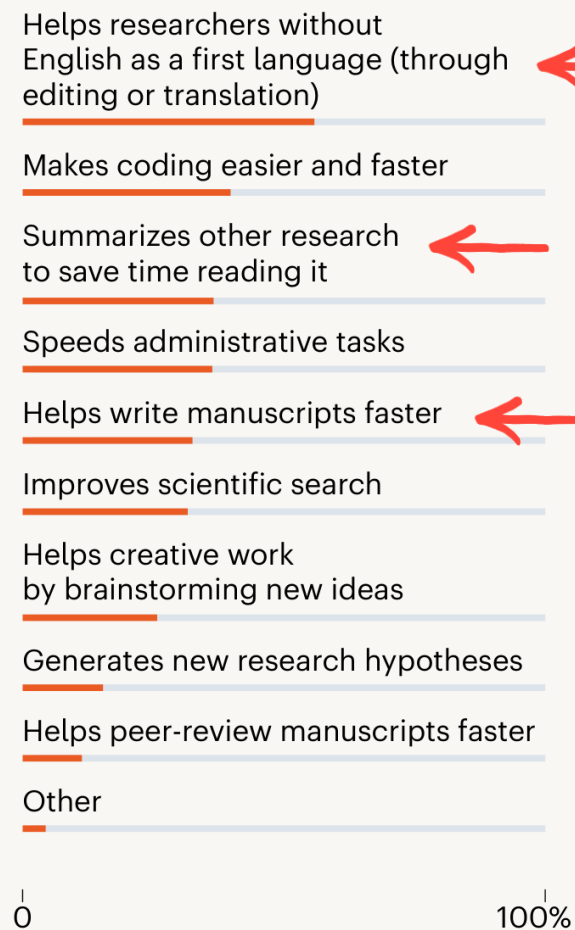 Helps researchers without
English as a first language (through
editing or translation)
Makes coding easier and faster
Summarizes other research
to save time reading it
Speeds administrative tasks
Helps write manuscripts faster
Improves scientific search
Helps creative work
by brainstorming new ideas
Generates new research hypotheses
Helps peer-review manuscripts faster
Other
0 100%